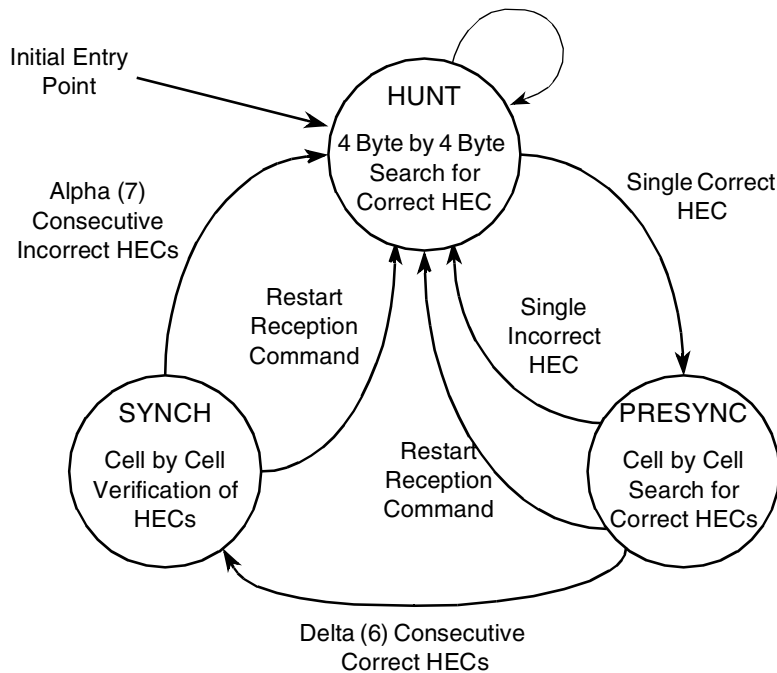 Initial Entry
Point
HUNT
4 Byte by 4 Byte
Search for
Correct HEC
Single Correct
HEC
Alpha (7)
Consecutive
Incorrect HECs
Restart
Reception
Command
Single
Incorrect
HEC
SYNCH
Cell by Cell
Verification of
HECs
Restart
Reception
Command
PRESYNC
Cell by Cell
Search for
Correct HECs
Delta (6) Consecutive
Correct HECs